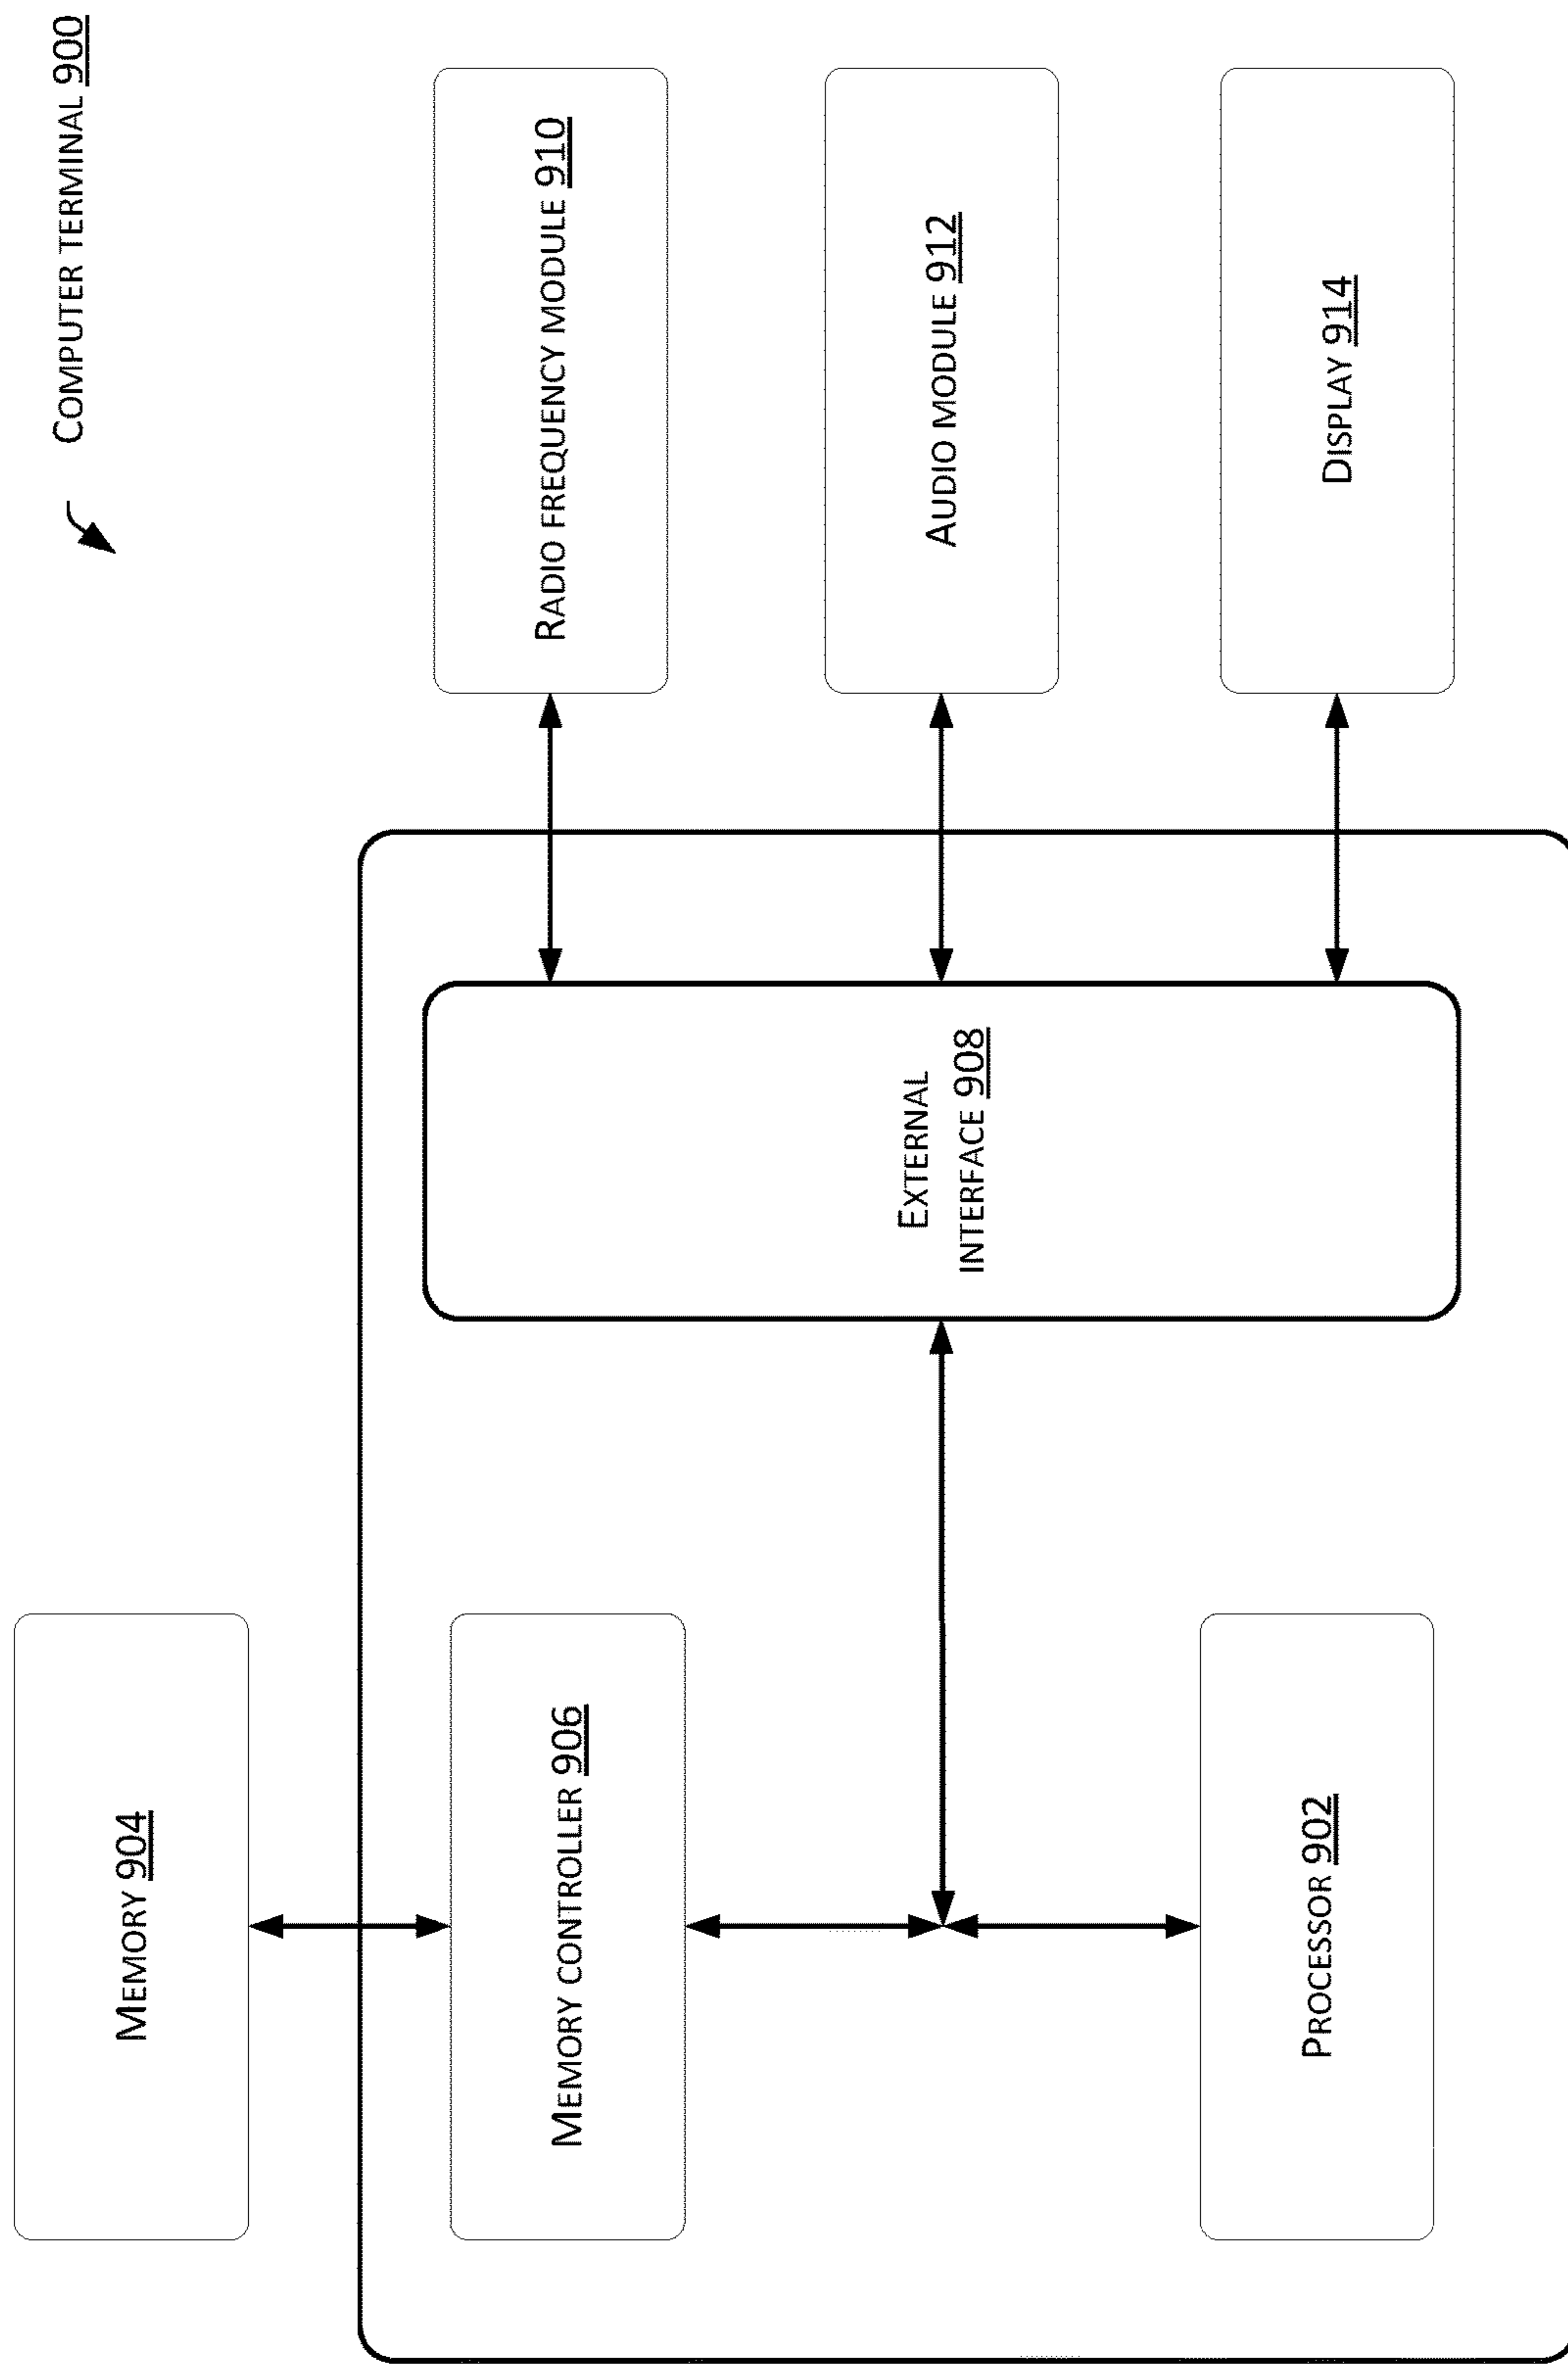 COMPUTER TERMINAL 900
MEMORY 904
MEMORY CONTROLLER 906
PROCESSOR 902
EXTERNAL
INTERFACE 908
RADIO FREQUENCY MODULE 910
AUDIO MODULE 912
DISPLAY 914